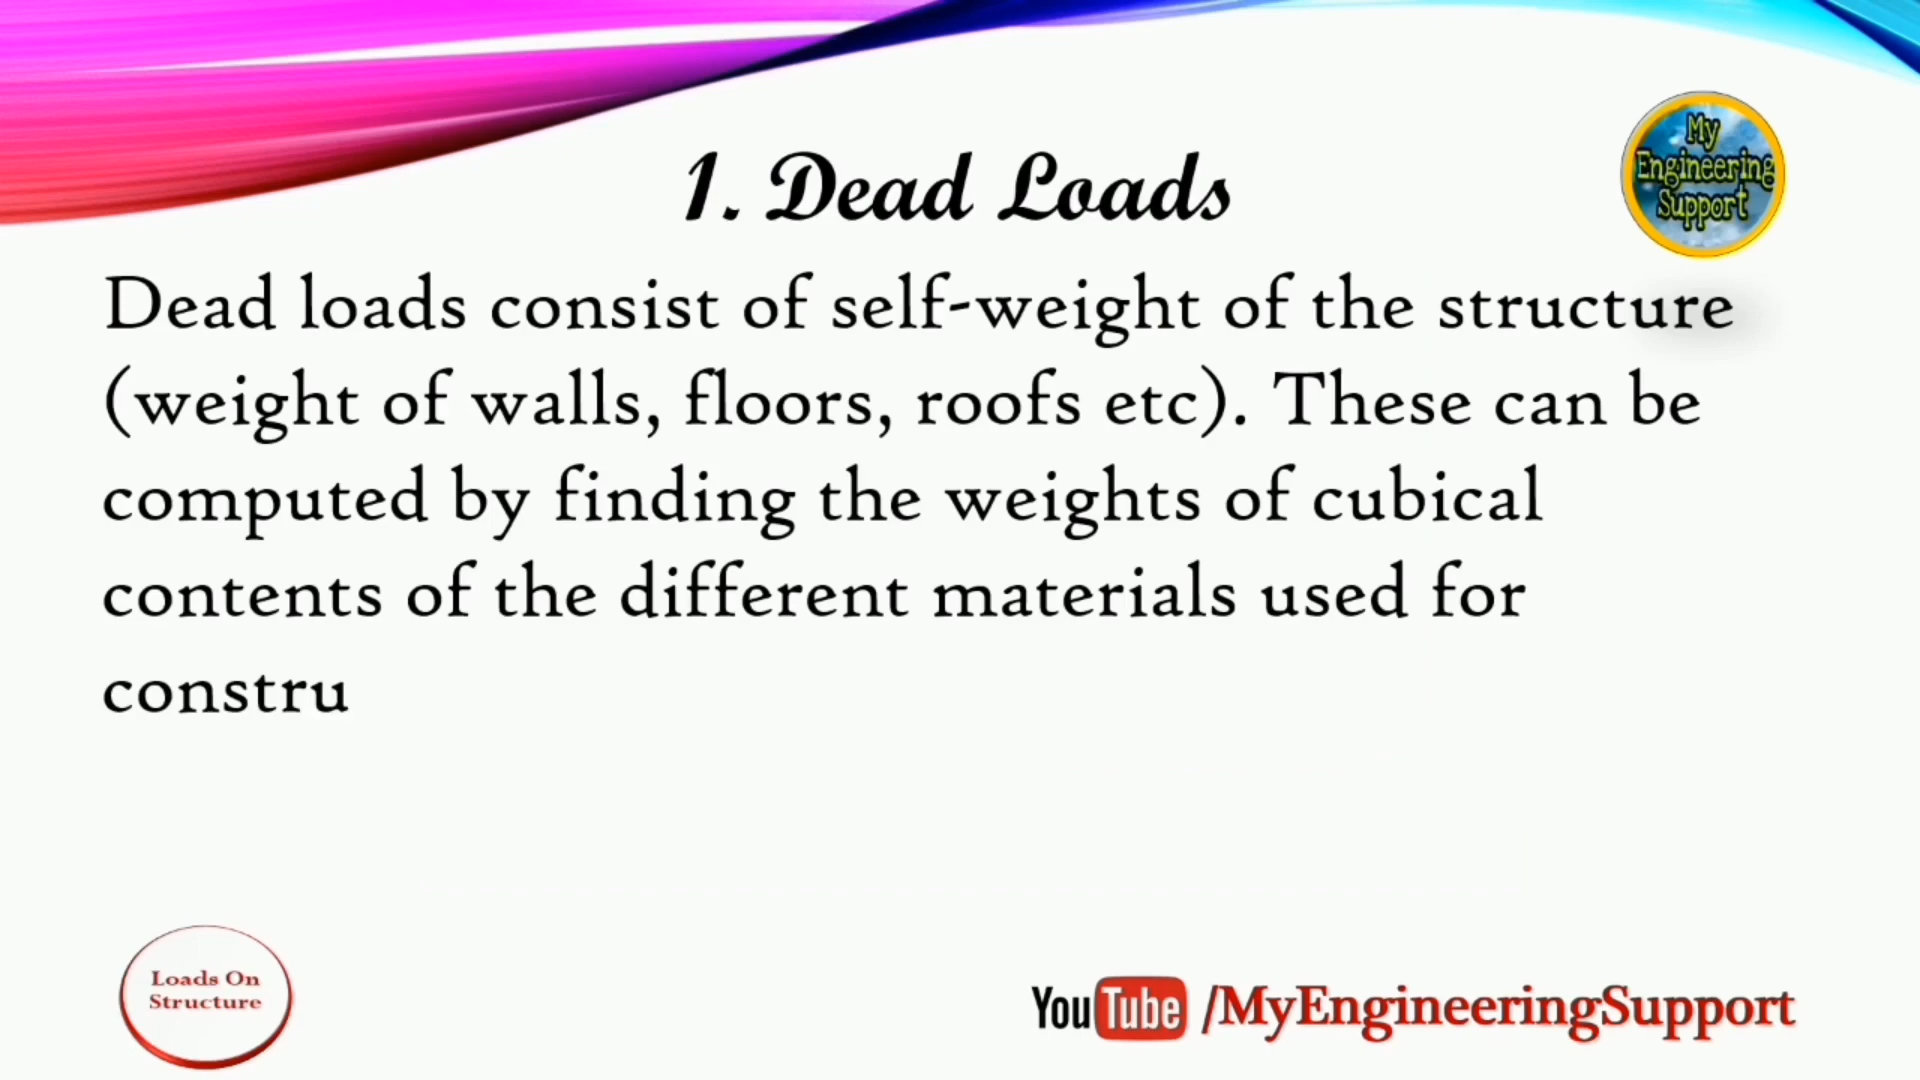 My
Engineering
Support
1. Dead Loads
Dead loads consist of self-weight of the structure
(weight of walls, floors, roofs etc). These can be
computed by finding the weights of cubical
contents of the different materials used for
constru
Loads On
Structure
YouTube /MyEngineeringSupport